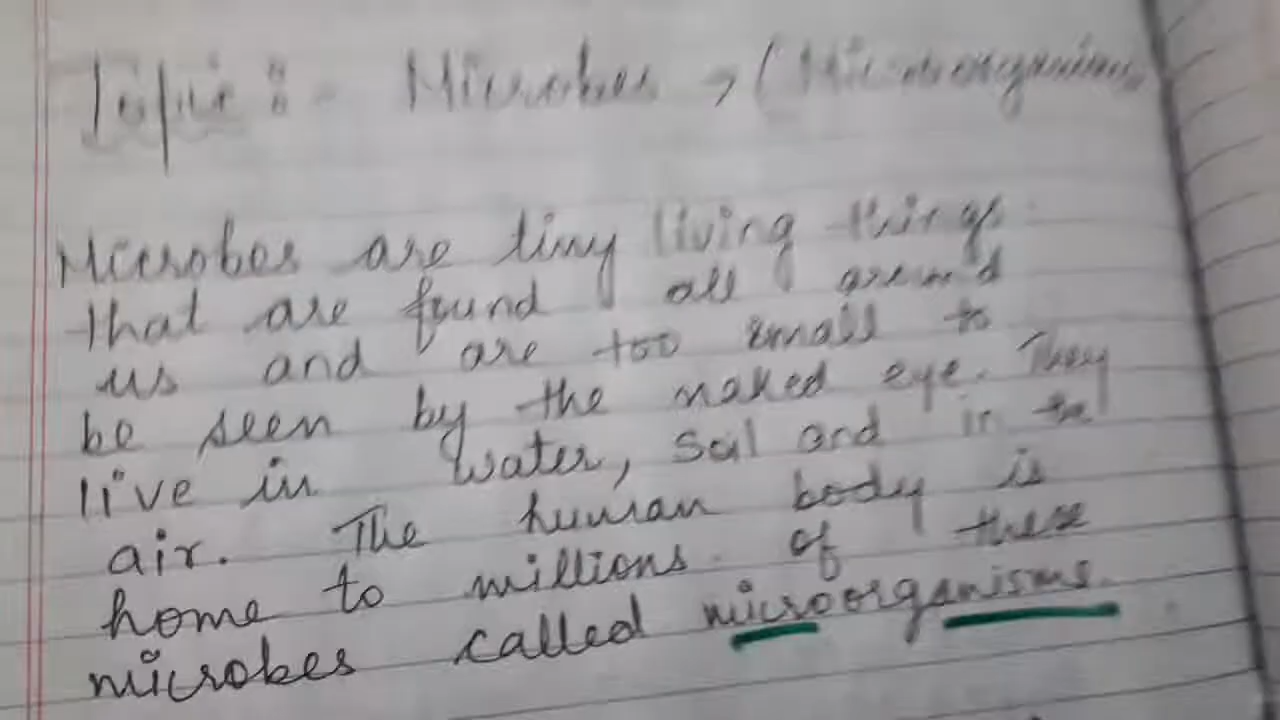 Topic :- Microbes → (Microorganisms
Microbes are tiny living things
that are found all around
us and are too small to
be seen by the naked eye. They
live in water, soil and in the
air. The human body is
home to millions of these
microbes called microorganisms.